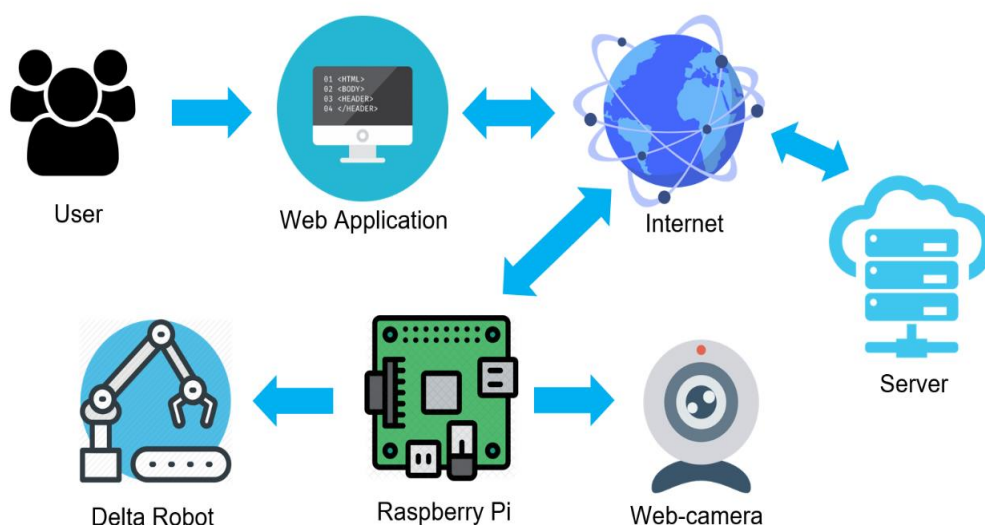 01 <HTML>
02 <BODY>
03 <HEADER>
04 </HEADER>
User
Web Application
Internet
Server
Delta Robot
Raspberry Pi
Web-camera